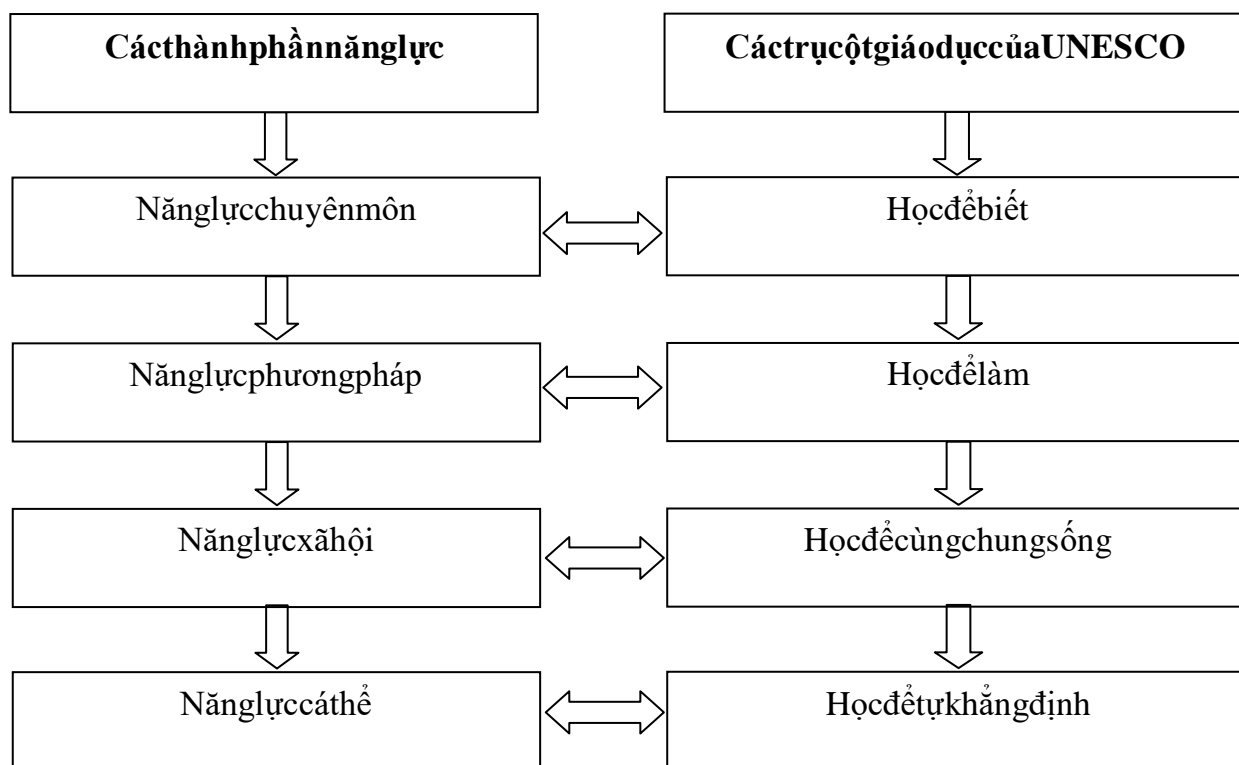 Cácthànhphầnnănglực
CáctrụcộtgiáodụccủaUNESCO
Nănglựcchuyênmôn
Họcđểbiết
Nănglựcphươngpháp
Họcđểlàm
Nănglựcxãhội
Họcđểcùngchungsống
Nănglựccáthể
Họcđểtựkhẳngđịnh